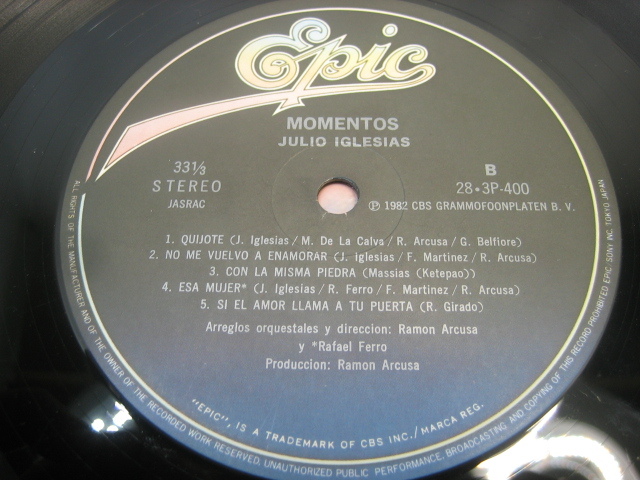 Epic
MOMENTOS
JULIO IGLESIAS
33⅓
STEREO
JASRAC
B
28•3P-400
Ⓟ 1982 CBS GRAMMOFOONPLATEN B. V.
1. QUIJOTE (J. Iglesias / M. De La Calva / R. Arcusa / G. Belfiore)
2. NO ME VUELVO A ENAMORAR (J. Iglesias / F. Martinez / R. Arcusa)
3. CON LA MISMA PIEDRA (Massias (Ketepao))
4. ESA MUJER* (J. Iglesias / R. Ferro / F. Martinez / R. Arcusa)
5. SI EL AMOR LLAMA A TU PUERTA (R. Girado)
Arreglos orquestales y direccion: Ramon Arcusa
y *Rafael Ferro
Produccion: Ramon Arcusa
"EPIC", IS A TRADEMARK OF CBS INC./MARCA REG.
ALL RIGHTS OF THE MANUFACTURER AND OF THE OWNER OF THE RECORDED WORK RESERVED. UNAUTHORIZED PUBLIC PERFORMANCE, BROADCASTING AND COPYING OF THIS RECORD PROHIBITED EPIC/SONY INC. TOKYO JAPAN